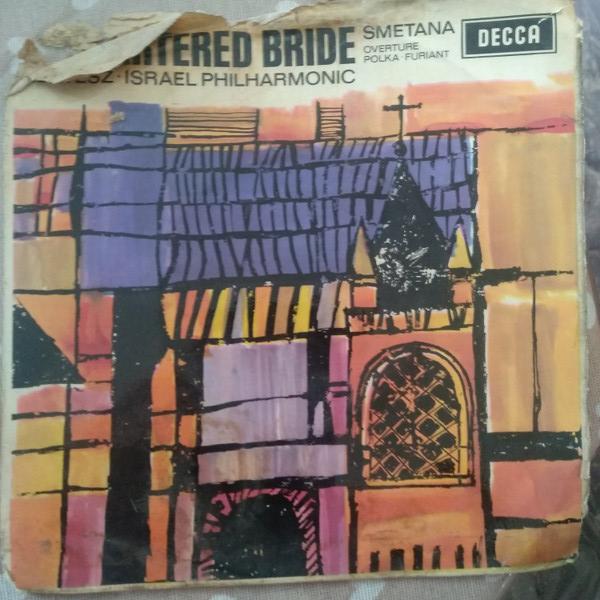 RTERED BRIDE
ESZ · ISRAEL PHILHARMONIC
SMETANA
OVERTURE
POLKA · FURIANT
DECCA